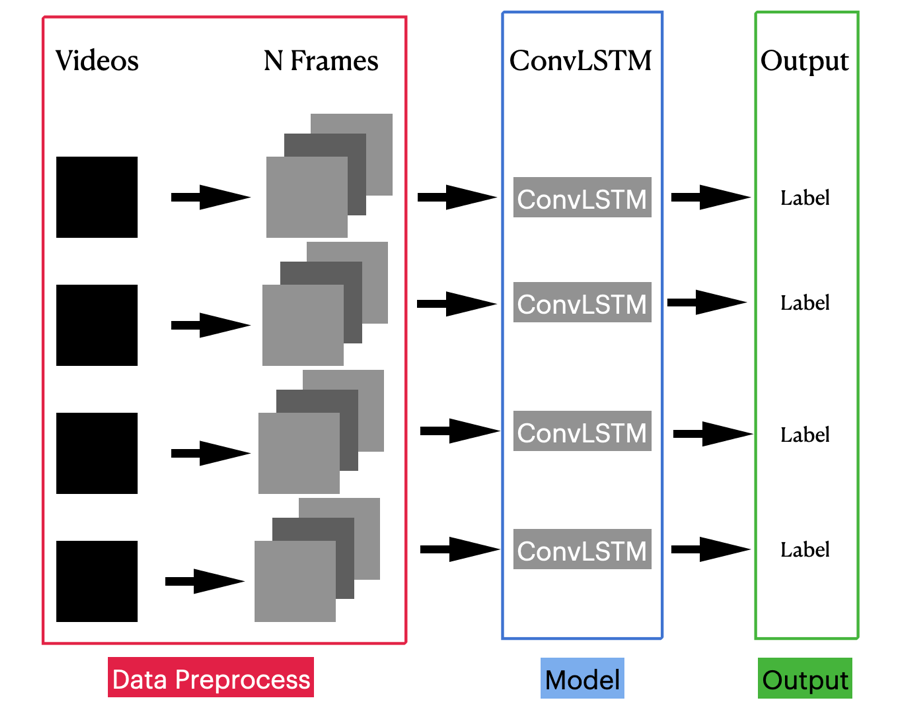 Videos
N Frames
ConvLSTM
Output
ConvLSTM
Label
ConvLSTM
Label
ConvLSTM
Label
ConvLSTM
Label
Data Preprocess
Model
Output